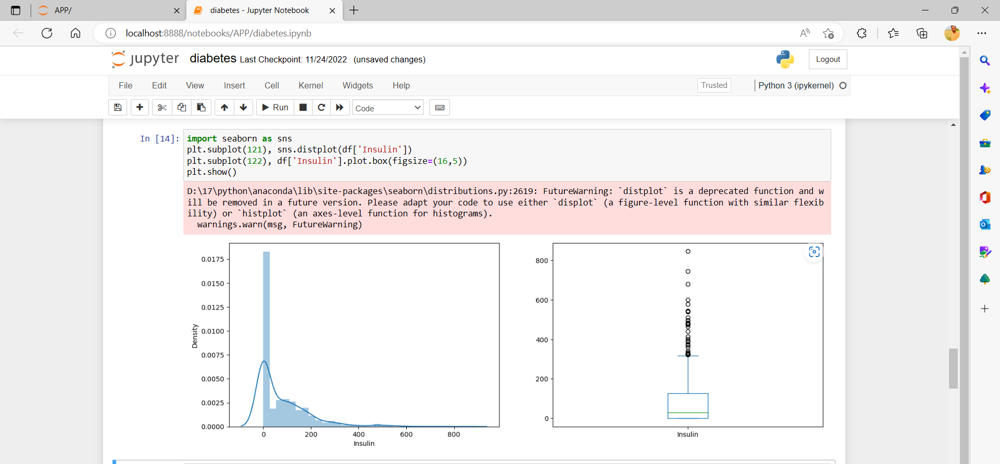 APP/
diabetes - Jupyter Notebook
localhost:8888/notebooks/APP/diabetes.ipynb
jupyter diabetes Last Checkpoint: 11/24/2022 (unsaved changes)
Logout
File Edit View Insert Cell Kernel Widgets Help
Trusted
Python 3 (ipykernel)
Run
Code
In [14]:
import seaborn as sns
plt.subplot(121), sns.distplot(df['Insulin'])
plt.subplot(122), df['Insulin'].plot.box(figsize=(16,5))
plt.show()
D:\17\python\anaconda\lib\site-packages\seaborn\distributions.py:2619: FutureWarning: `distplot` is a deprecated function and w
ill be removed in a future version. Please adapt your code to use either `displot` (a figure-level function with similar flexib
ility) or `histplot` (an axes-level function for histograms).
warnings.warn(msg, FutureWarning)
0.0175
0.0150
0.0125
0.0100
0.0075
0.0050
0.0025
0.0000
Density
0 200 400 600 800
Insulin
800
600
400
200
0
Insulin